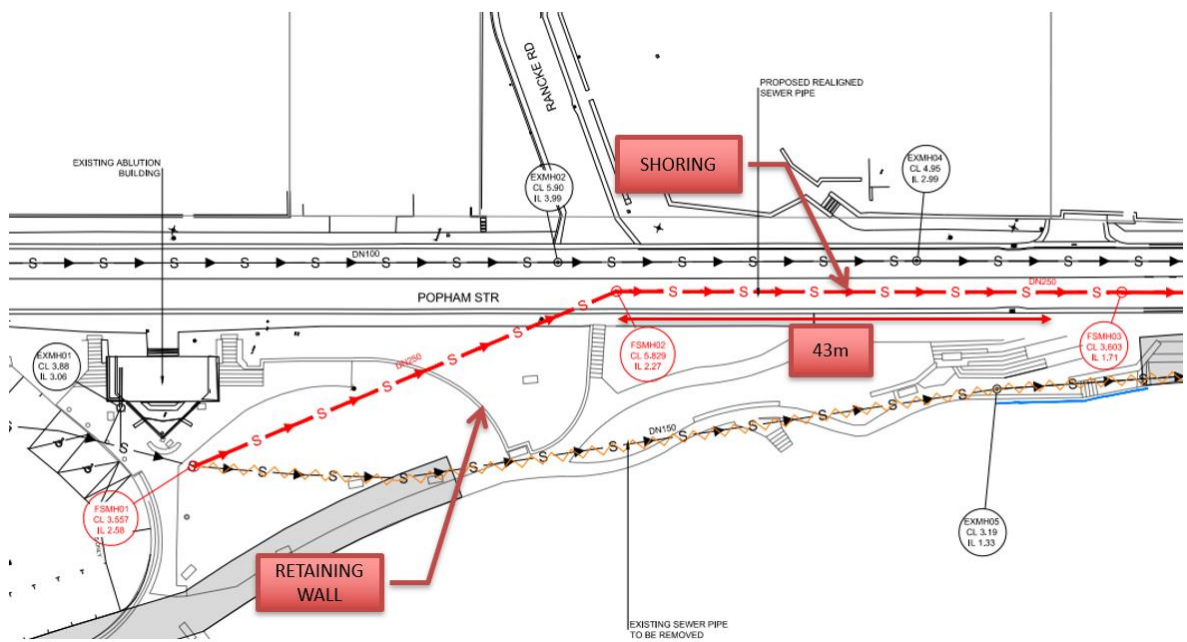 RANCKE RD
PROPOSED REALIGNED
SEWER PIPE
SHORING
EXISTING ABLUTION
BUILDING
EXMH02
CL 5.90
IL 3.99
EXMH04
CL 4.95
IL 2.99
S S S S DN100 S S S S S S S S S S S
S S S S S S DN250 S S
POPHAM STR
EXMH01
CL 3.88
IL 3.06
DN250
S S S S S
FSMH02
CL 5.829
IL 2.27
43m
FSMH03
CL 3,603
IL 1.71
DN150
S S S S S S S S S S S S S
FSMH01
CL 3.557
IL 2.58
EXMH05
CL 3.19
IL 1.33
RETAINING
WALL
EXISTING SEWER PIPE
TO BE REMOVED